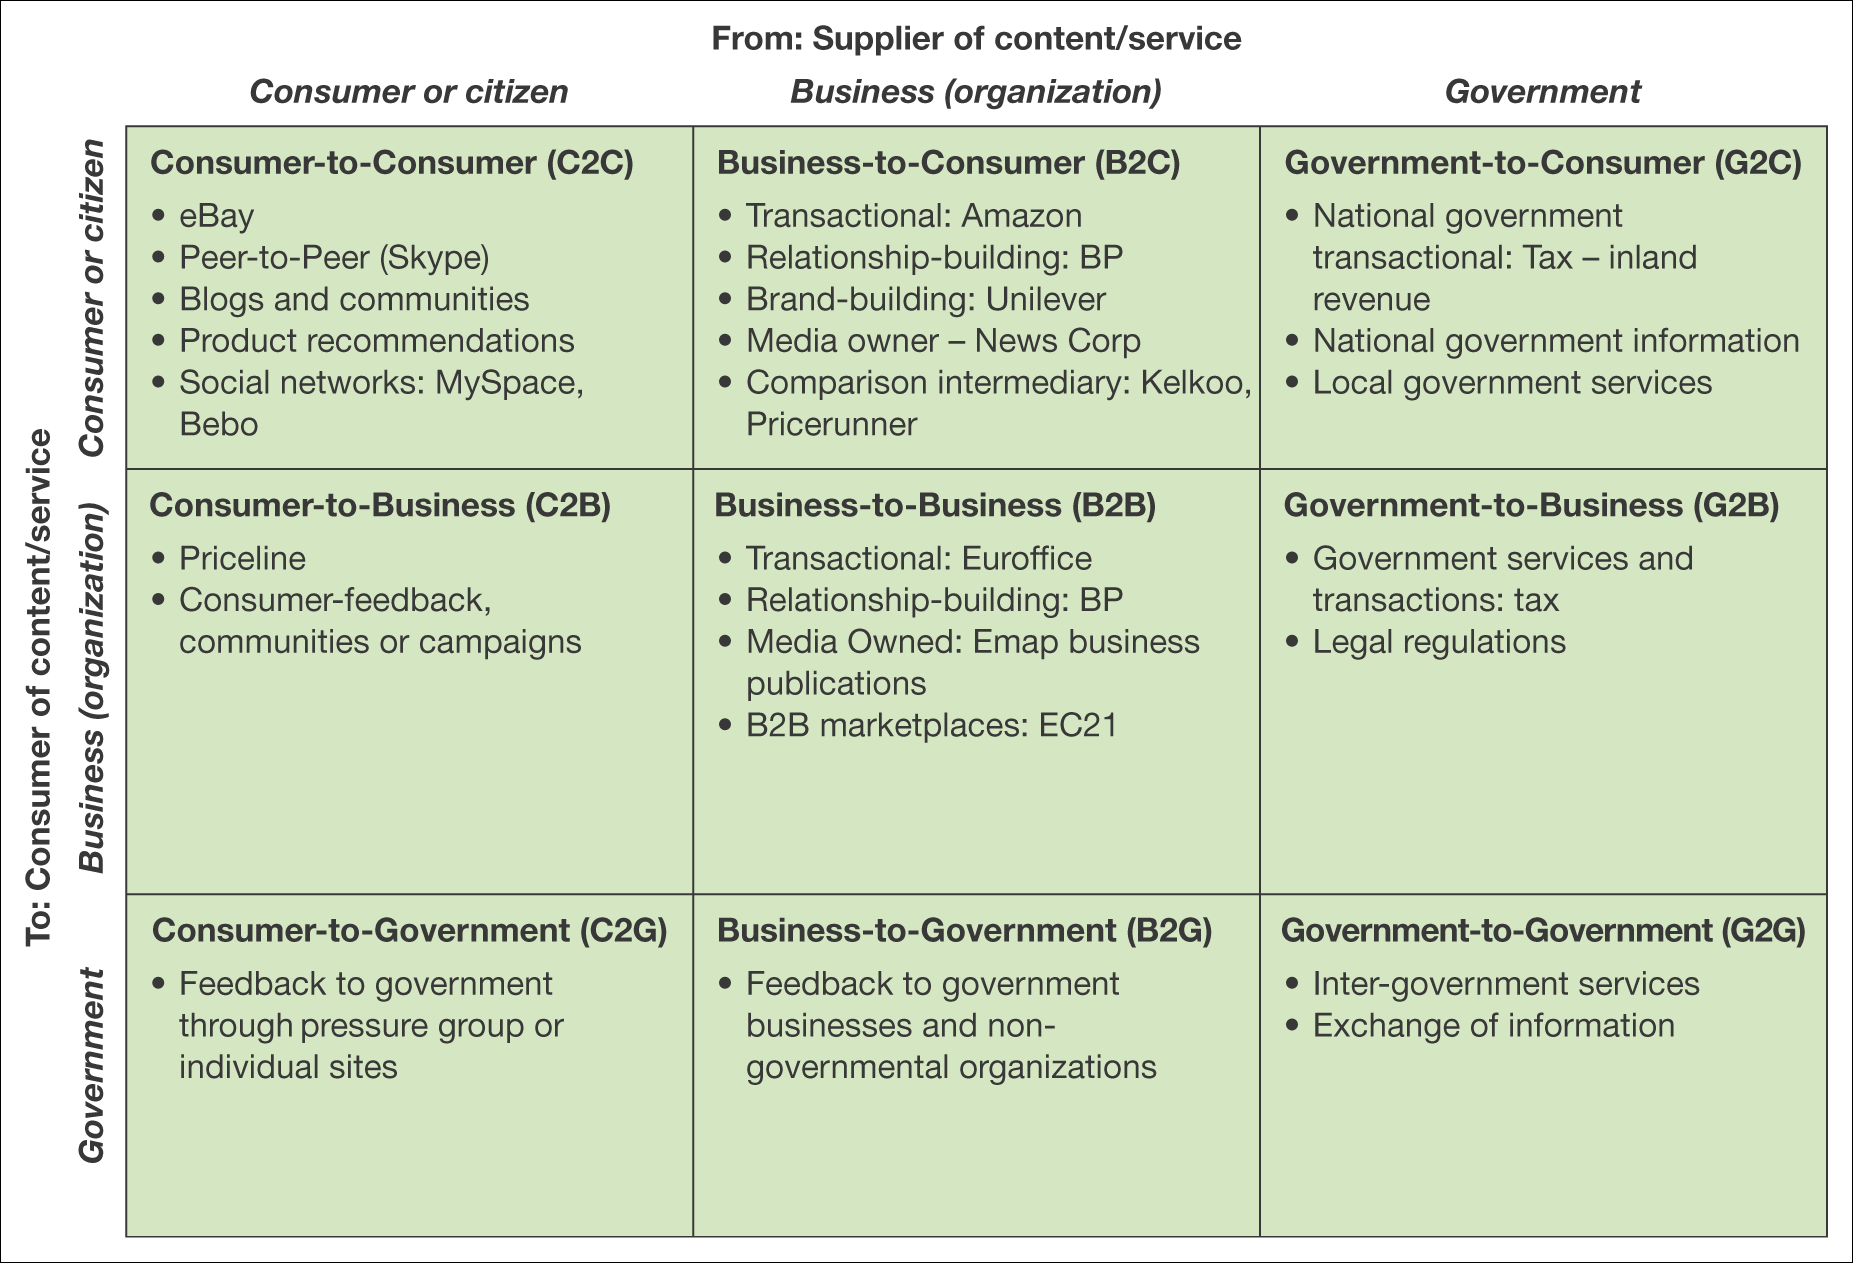 From: Supplier of content/service
Consumer or citizen
Business (organization)
Government
To: Consumer of content/service
Consumer or citizen
Consumer-to-Consumer (C2C)
• eBay
• Peer-to-Peer (Skype)
• Blogs and communities
• Product recommendations
• Social networks: MySpace,
Bebo
Business-to-Consumer (B2C)
• Transactional: Amazon
• Relationship-building: BP
• Brand-building: Unilever
• Media owner – News Corp
• Comparison intermediary: Kelkoo,
Pricerunner
Government-to-Consumer (G2C)
• National government
transactional: Tax – inland
revenue
• National government information
• Local government services
Business (organization)
Consumer-to-Business (C2B)
• Priceline
• Consumer-feedback,
communities or campaigns
Business-to-Business (B2B)
• Transactional: Euroffice
• Relationship-building: BP
• Media Owned: Emap business
publications
• B2B marketplaces: EC21
Government-to-Business (G2B)
• Government services and
transactions: tax
• Legal regulations
Government
Consumer-to-Government (C2G)
• Feedback to government
through pressure group or
individual sites
Business-to-Government (B2G)
• Feedback to government
businesses and non-
governmental organizations
Government-to-Government (G2G)
• Inter-government services
• Exchange of information